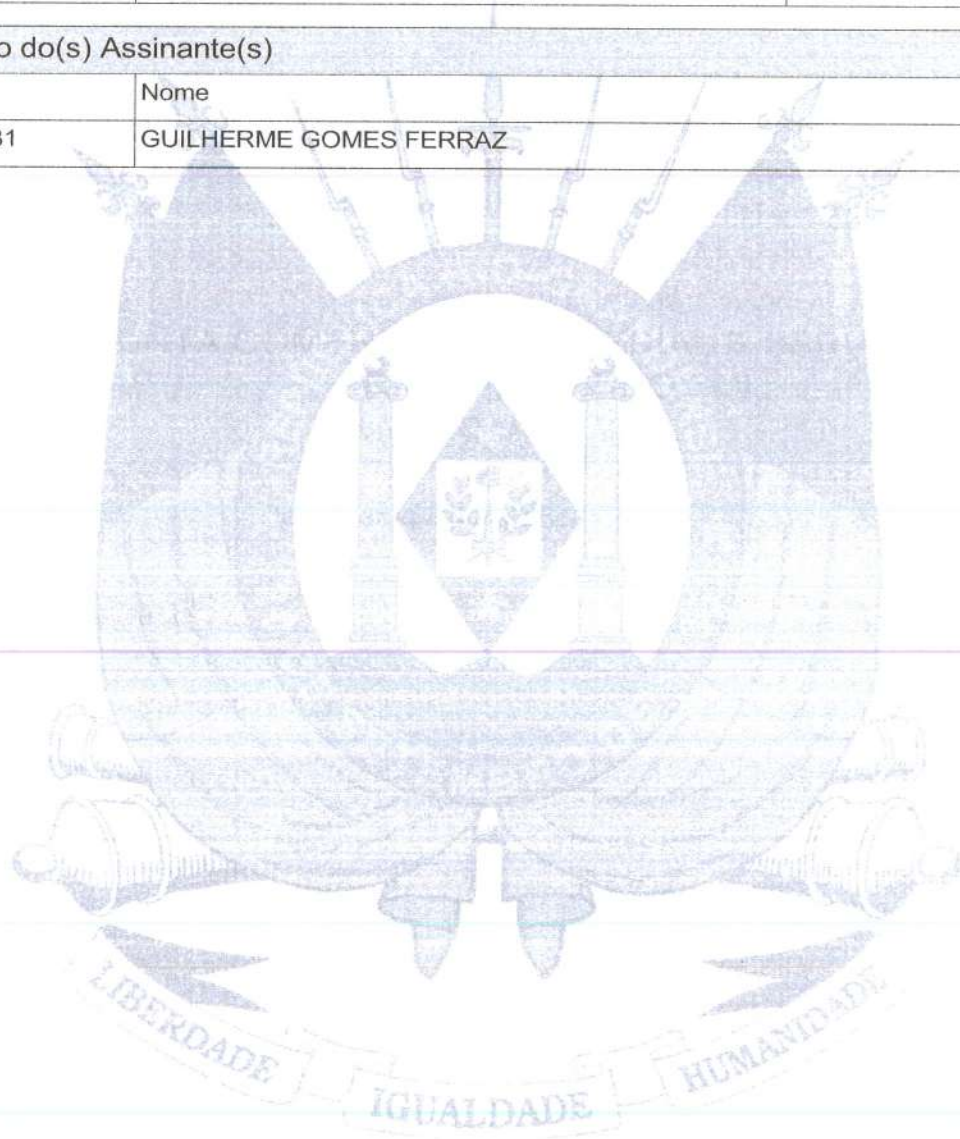 o do(s) Assinante(s)
Nome
31 GUILHERME GOMES FERRAZ
LIBERDADE IGUALDADE HUMANIDADE